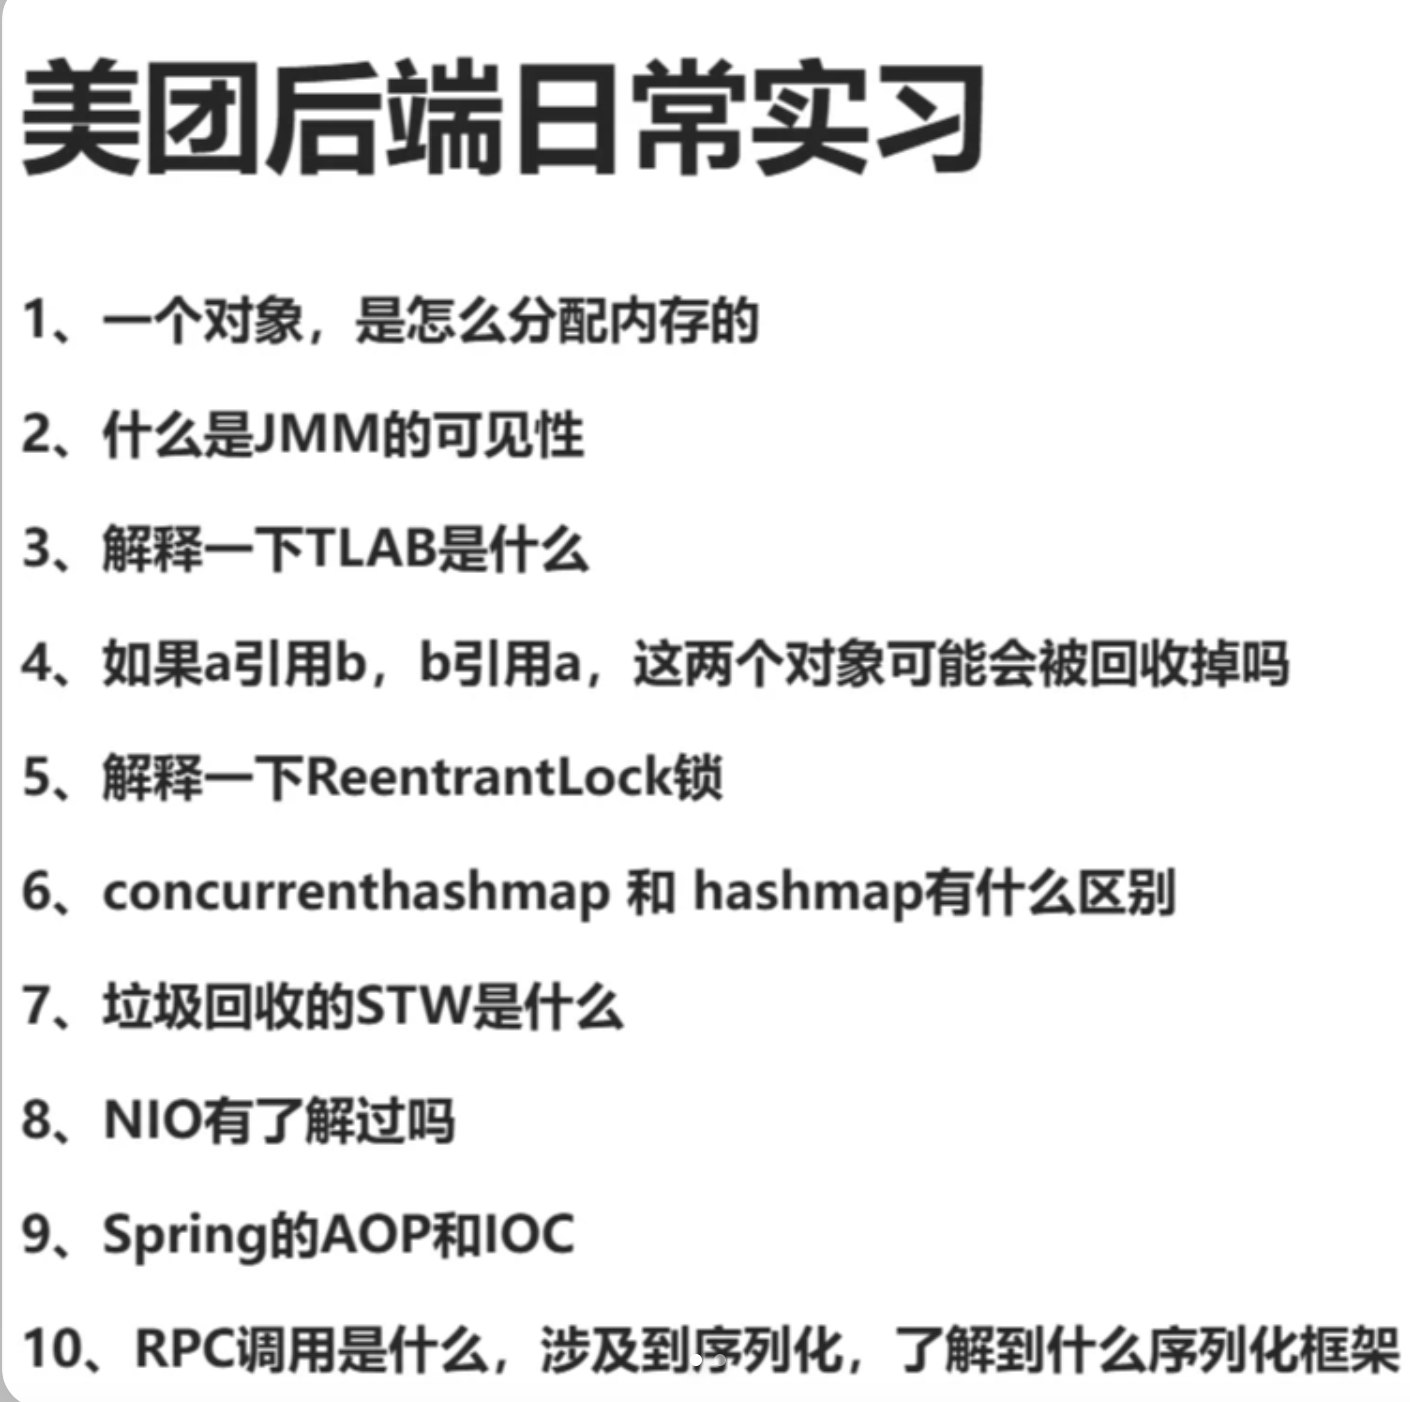 美团后端日常实习
1、一个对象，是怎么分配内存的
2、什么是JMM的可见性
3、解释一下TLAB是什么
4、如果a引用b，b引用a，这两个对象可能会被回收掉吗
5、解释一下ReentrantLock锁
6、concurrenthashmap 和 hashmap有什么区别
7、垃圾回收的STW是什么
8、NIO有了解过吗
9、Spring的AOP和IOC
10、RPC调用是什么，涉及到序列化，了解到什么序列化框架